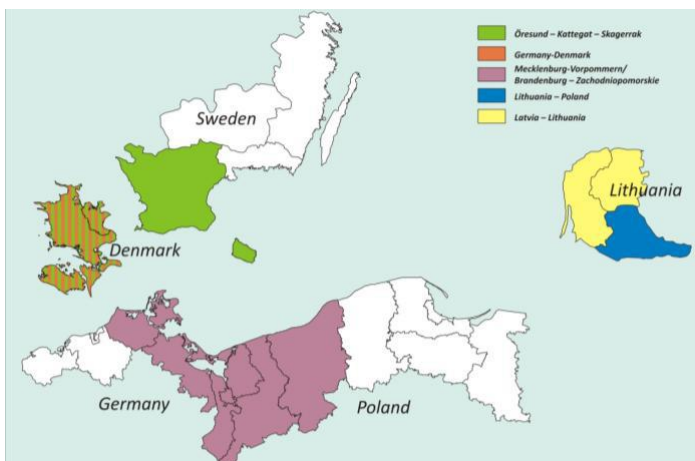 Öresund – Kattegat – Skagerrak
Germany-Denmark
Mecklenburg-Vorpommern/
Brandenburg – Zachodniopomorskie
Lithuania – Poland
Latvia – Lithuania
Sweden
Lithuania
Denmark
Germany
Poland